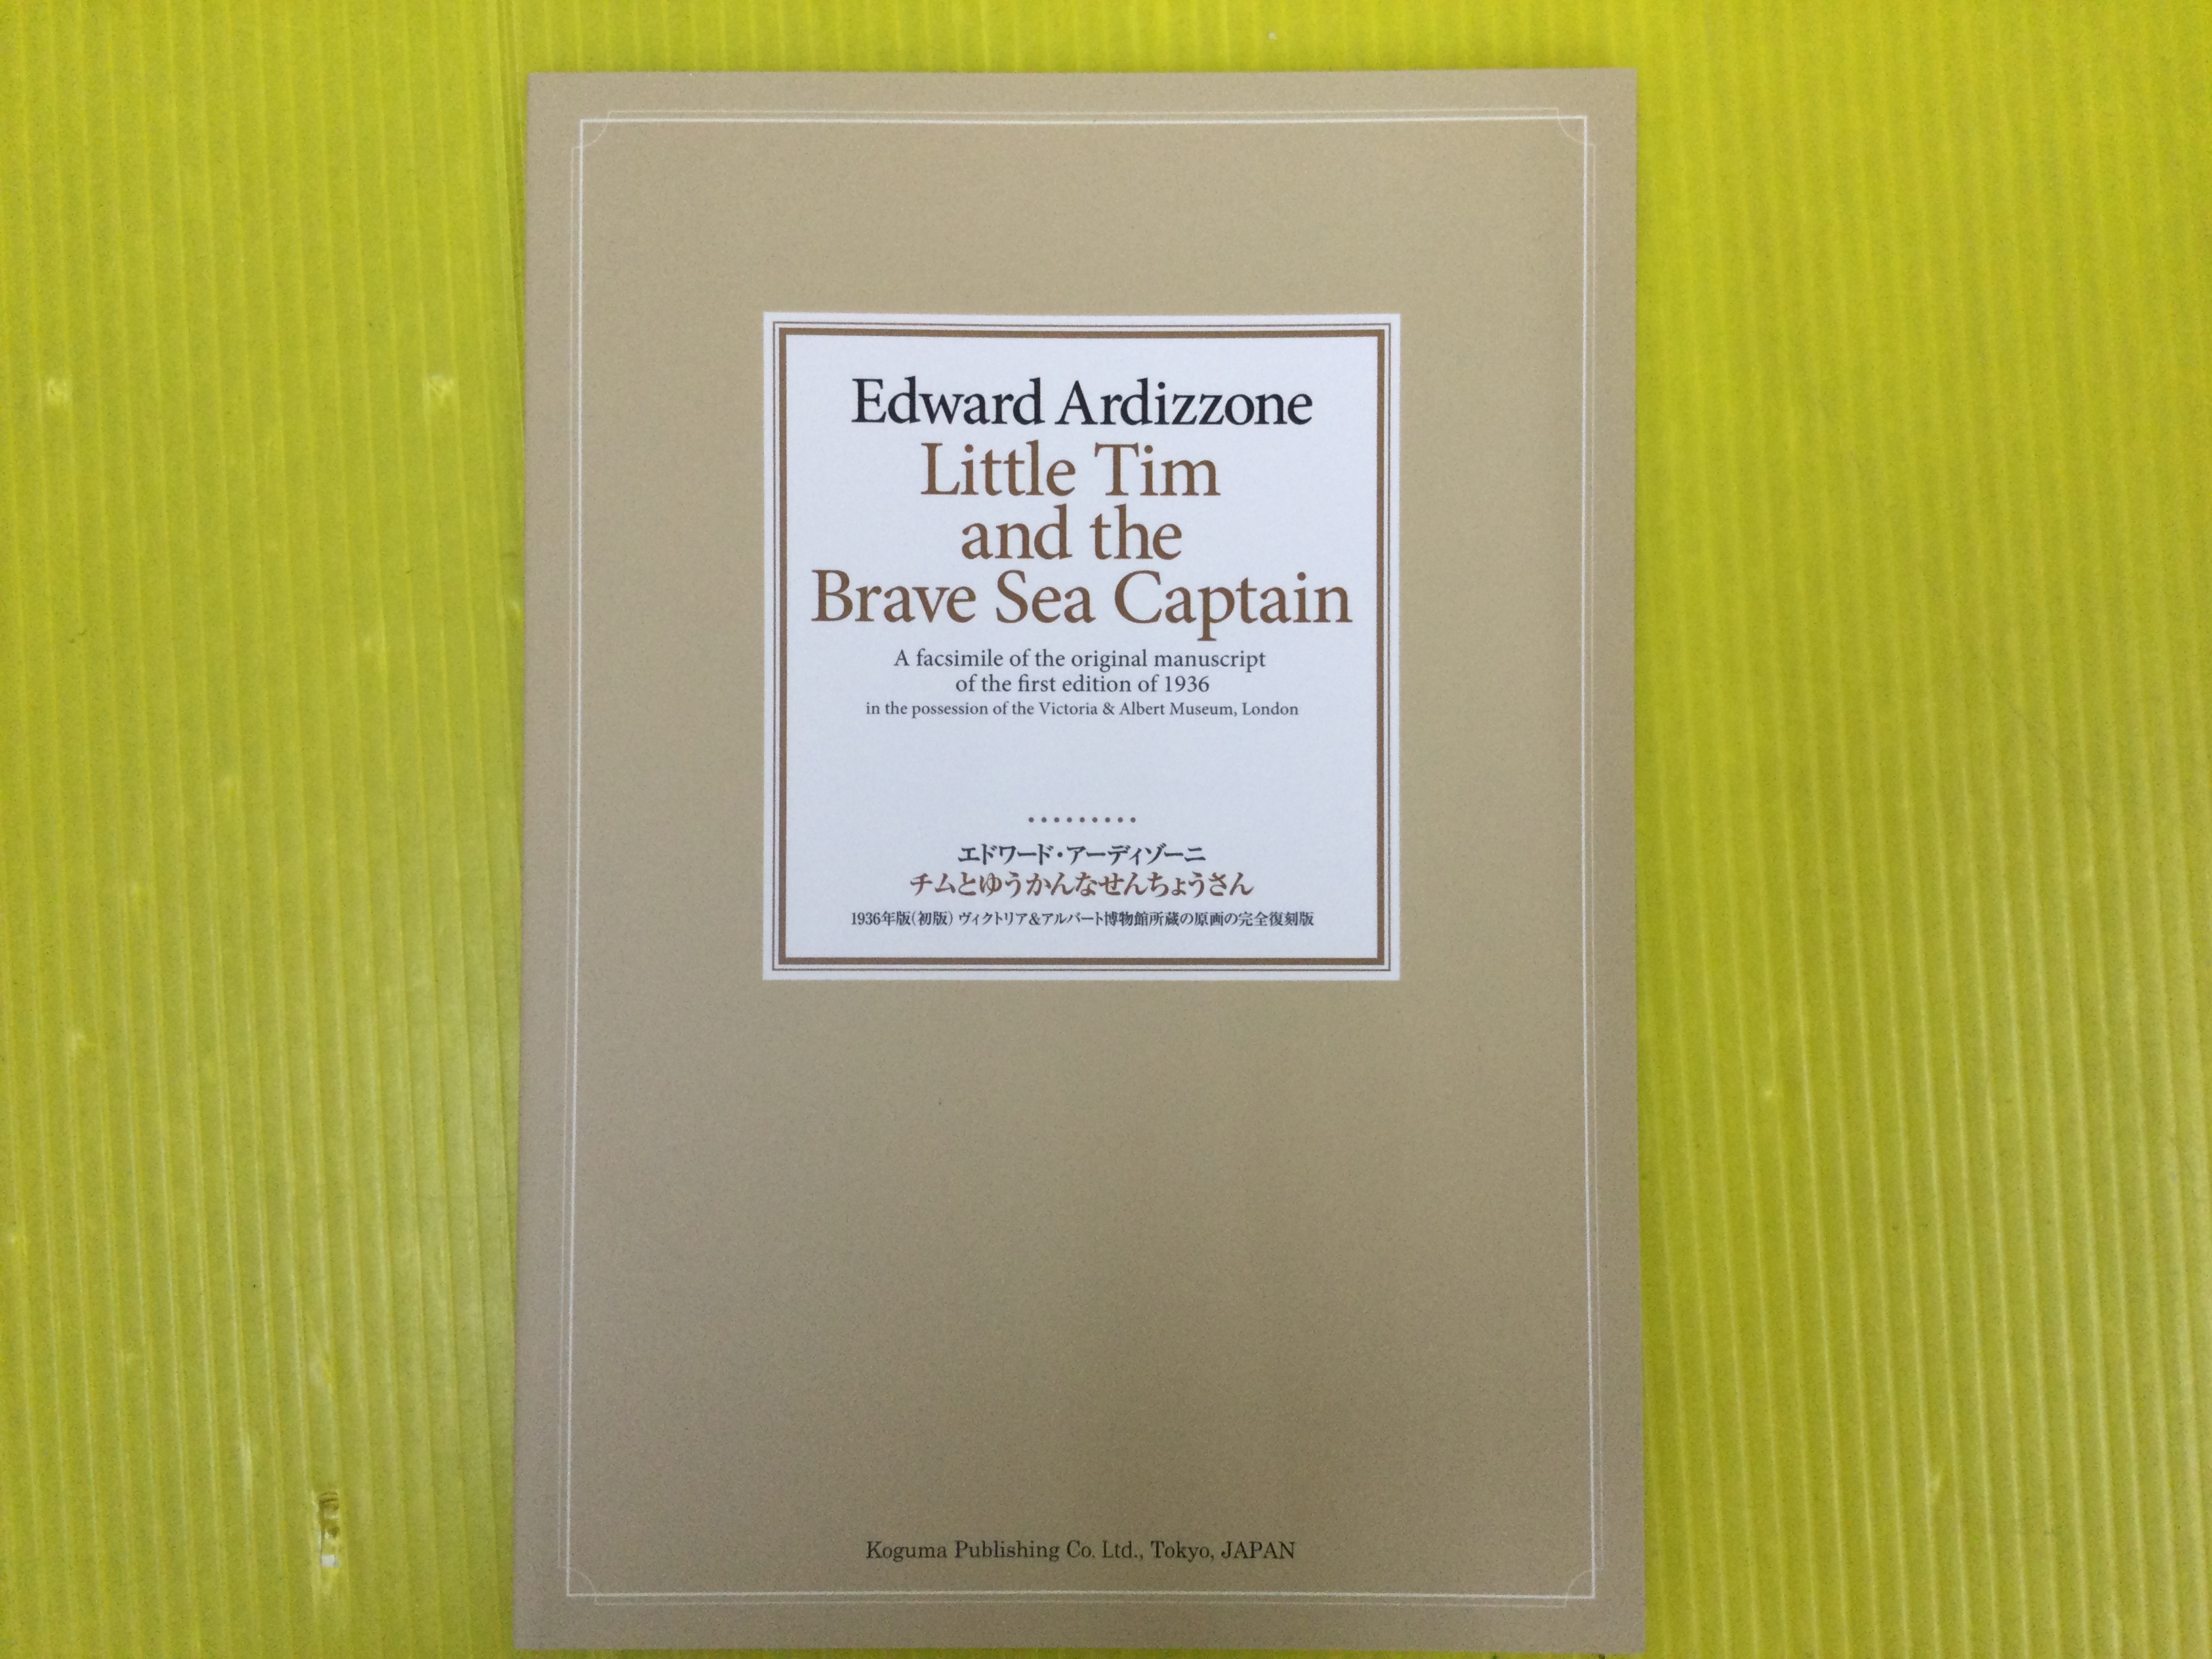 Edward Ardizzone
Little Tim
and the
Brave Sea Captain
A facsimile of the original manuscript
of the first edition of 1936
in the possession of the Victoria & Albert Museum, London
・・・・・・・・・
エドワード・アーディゾーニ
チムとゆうかんなせんちょうさん
1936年版(初版) ヴィクトリア&アルバート博物館所蔵の原画の完全復刻版
Koguma Publishing Co. Ltd., Tokyo, JAPAN